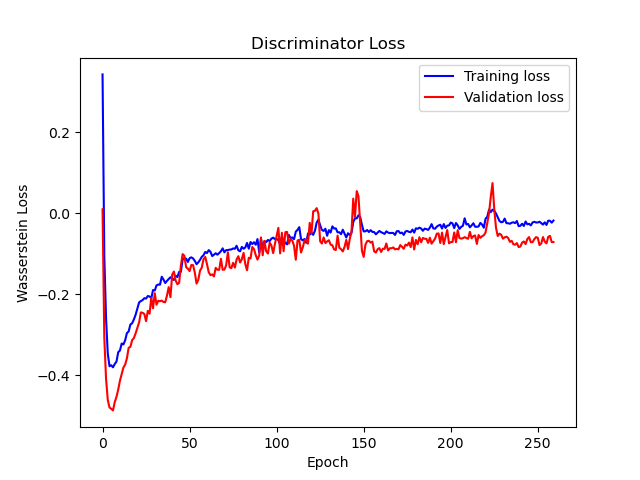 Discriminator Loss
Training loss
Validation loss
Wasserstein Loss
0.2
0.0
−0.2
−0.4
0
50
100
150
200
250
Epoch